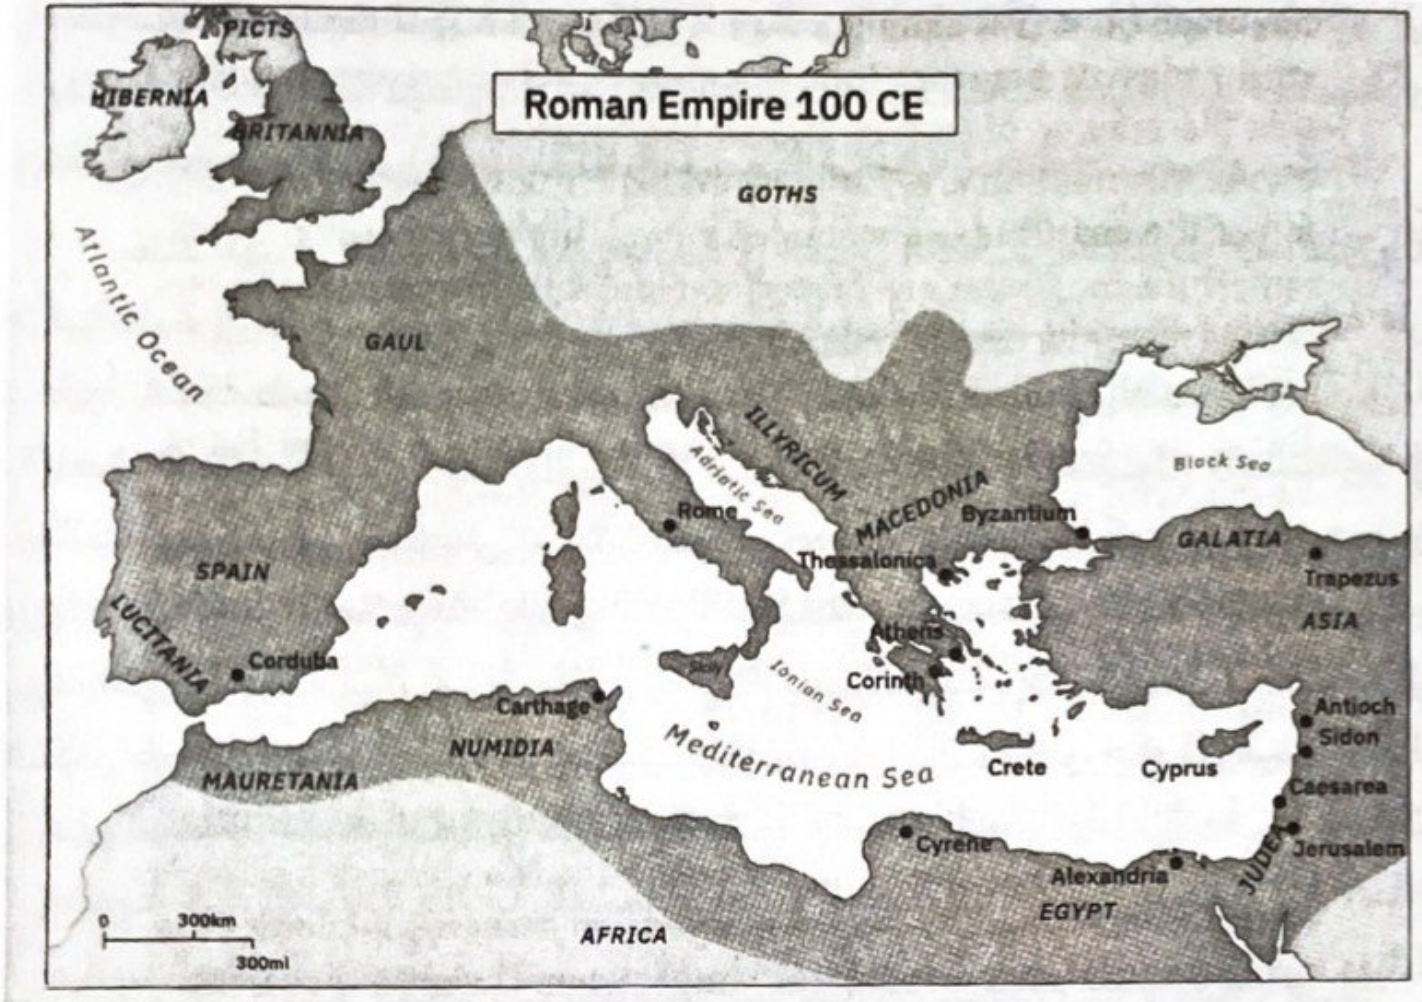 PICTS
HIBERNIA
BRITANNIA
Roman Empire 100 CE
GOTHS
Atlantic Ocean
GAUL
ILLYRICUM
Adriatic Sea
Black Sea
MACEDONIA
Rome
Byzantium
GALATIA
Thessalonica
Trapezus
SPAIN
LUCITANIA
ASIA
Athens
Corduba
Sicily
Ionian Sea
Corinth
Carthage
Antioch
NUMIDIA
Sidon
Mediterranean Sea
Crete
Cyprus
MAURETANIA
Caesarea
Cyrene
JUDEA
Jerusalem
Alexandria
EGYPT
0 300km
AFRICA
300mi